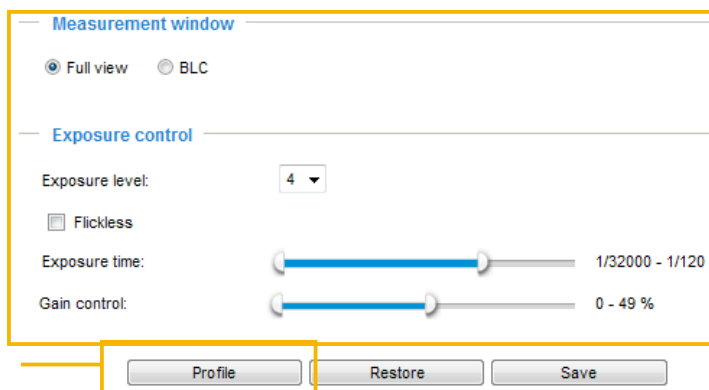 Measurement window
Full view BLC
Exposure control
Exposure level: 4
Flickless
Exposure time: 1/32000 - 1/120
Gain control: 0 - 49 %
Profile Restore Save